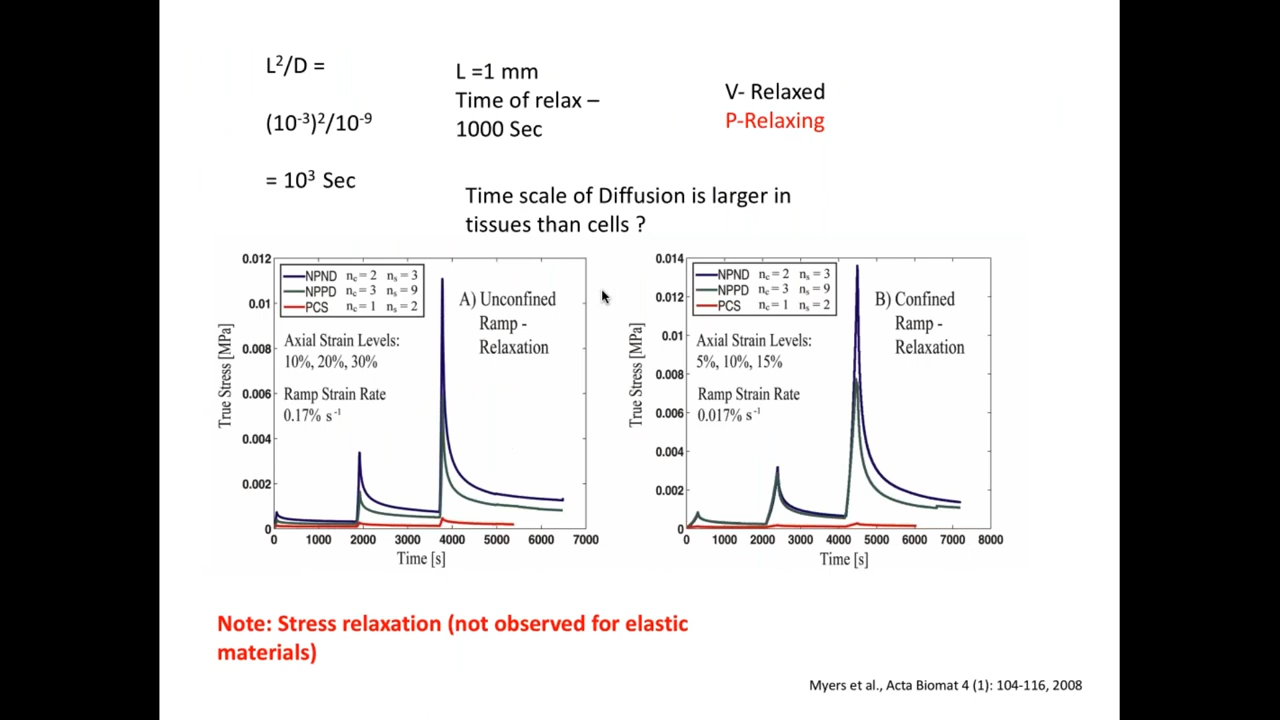 L²/D =
(10⁻³)²/10⁻⁹
= 10³ Sec
L =1 mm
Time of relax –
1000 Sec
V- Relaxed
P-Relaxing
Time scale of Diffusion is larger in
tissues than cells ?
0.012
0.01
0.008
0.006
0.004
0.002
0
True Stress [MPa]
NPND n_c = 2 n_s = 3
NPPD n_c = 3 n_s = 9
PCS n_c = 1 n_s = 2
A) Unconfined
Ramp -
Relaxation
Axial Strain Levels:
10%, 20%, 30%
Ramp Strain Rate
0.17% s⁻¹
0 1000 2000 3000 4000 5000 6000 7000
Time [s]
0.014
0.012
0.01
0.008
0.006
0.004
0.002
0
True Stress [MPa]
NPND n_c = 2 n_s = 3
NPPD n_c = 3 n_s = 9
PCS n_c = 1 n_s = 2
B) Confined
Ramp -
Relaxation
Axial Strain Levels:
5%, 10%, 15%
Ramp Strain Rate
0.017% s⁻¹
0 1000 2000 3000 4000 5000 6000 7000 8000
Time [s]
Note: Stress relaxation (not observed for elastic
materials)
Myers et al., Acta Biomat 4 (1): 104-116, 2008